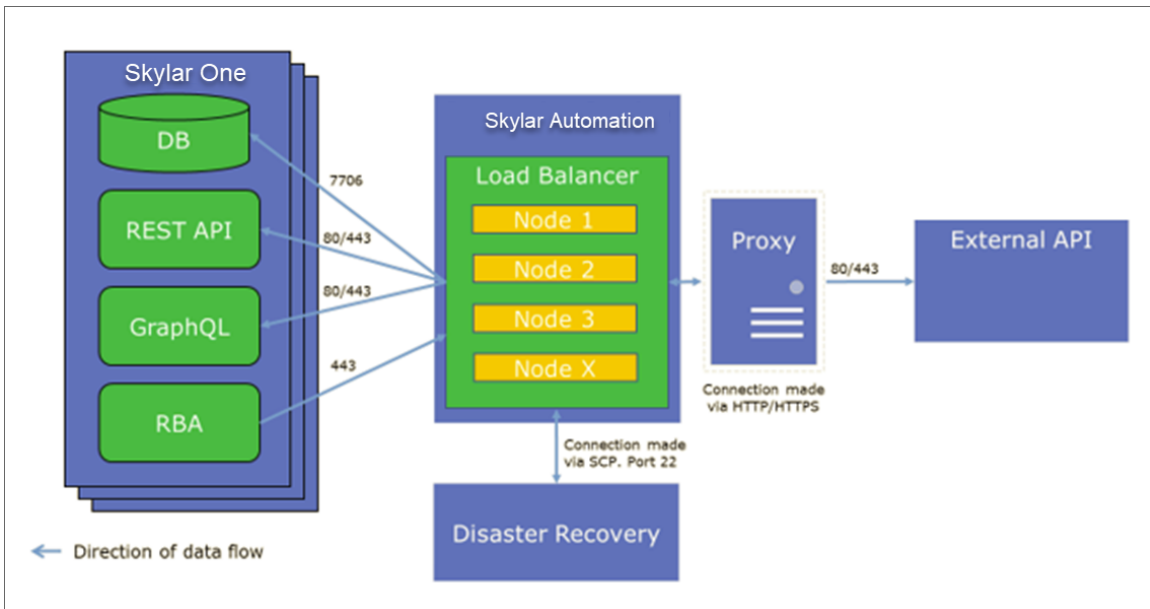 Skylar One
DB
REST API
GraphQL
RBA
7706
80/443
80/443
443
Skylar Automation
Load Balancer
Node 1
Node 2
Node 3
Node X
Proxy
Connection made
via HTTP/HTTPS
80/443
External API
Connection made
via SCP. Port 22
Disaster Recovery
Direction of data flow